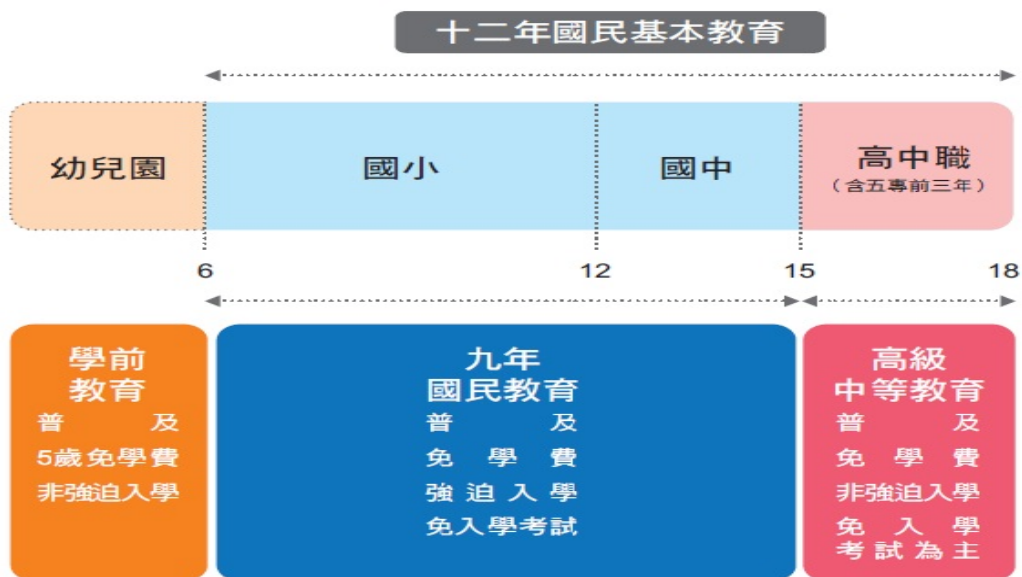 十二年國民基本教育
幼兒園
國小
國中
高中職
（含五專前三年）
6
12
15
18
學前
教育
普及
5歲免學費
非強迫入學
九年
國民教育
普及
免學費
強迫入學
免入學考試
高級
中等教育
普及
免學費
非強迫入學
免入學
考試為主